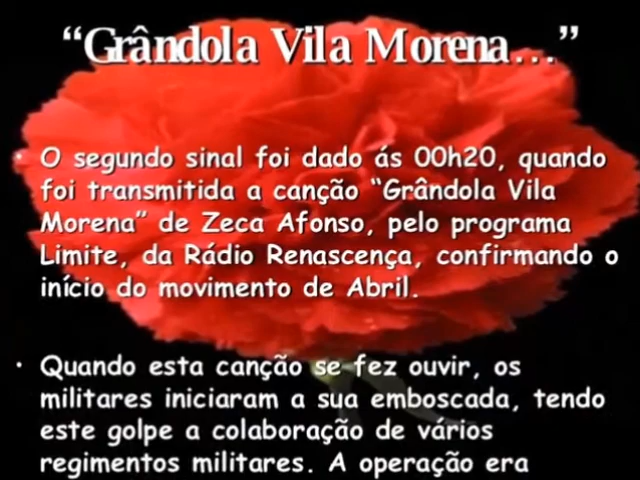 “Grândola Vila Morena...”
• O segundo sinal foi dado ás 00h20, quando
foi transmitida a canção “Grândola Vila
Morena” de Zeca Afonso, pelo programa
Limite, da Rádio Renascença, confirmando o
início do movimento de Abril.
• Quando esta canção se fez ouvir, os
militares iniciaram a sua emboscada, tendo
este golpe a colaboração de vários
regimentos militares. A operação era